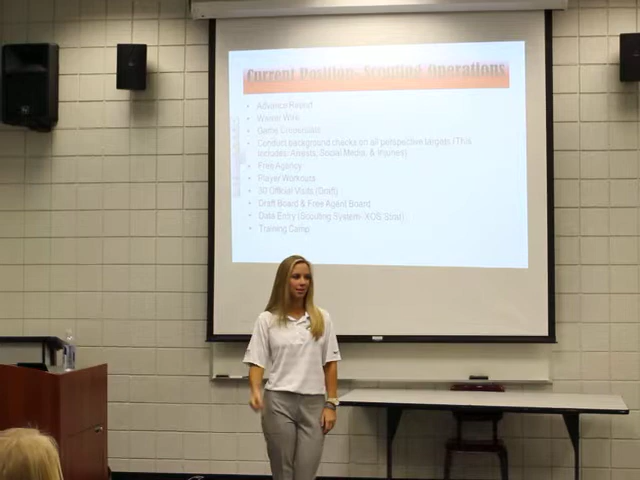 Current Position- Scouting Operations
• Advance Report
• Waiver Wire
• Game Credentials
• Conduct background checks on all perspective targets (This
Includes: Arrests, Social Media, & Injuries)
• Free Agency
• Player Workouts
• 30 Official Visits (Draft)
• Draft Board & Free Agent Board
• Data Entry (Scouting System- XOS
• Training Camp